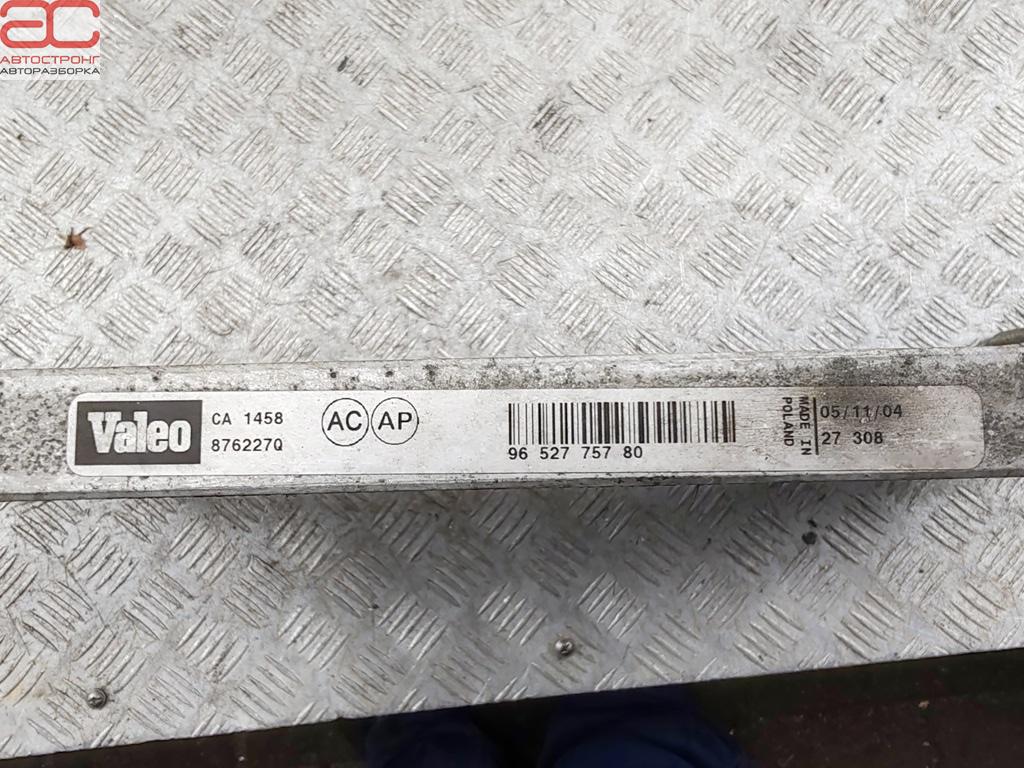 ac
АВТОСТРОНГ
АВТОРАЗБОРКА
Valeo
CA 1458
876227Q
AC AP
96 527 757 80
MADE IN
POLAND
05/11/04
27 308